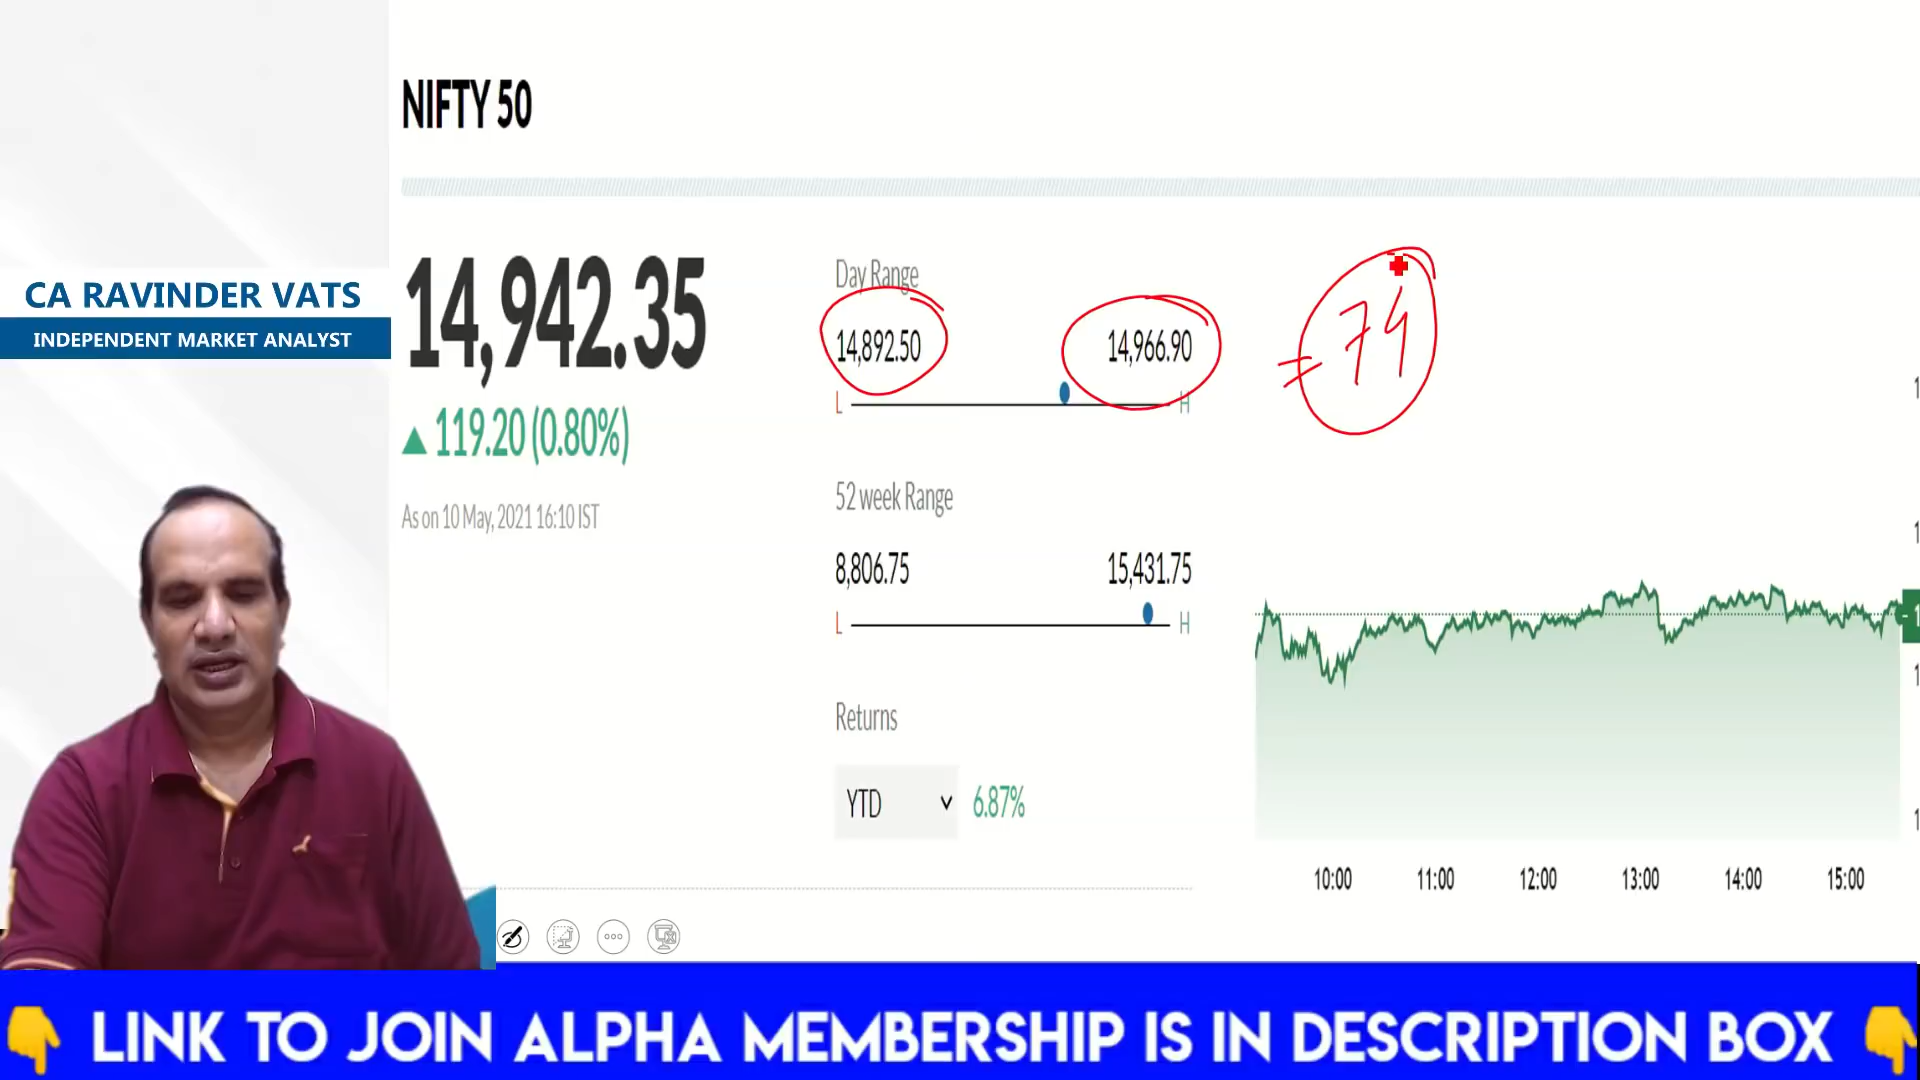 NIFTY 50
CA RAVINDER VATS
INDEPENDENT MARKET ANALYST
14,942.35
▲ 119.20 (0.80%)
As on 10 May, 2021 16:10 IST
Day Range
14,892.50 14,966.90
L H
= 74
52 week Range
8,806.75 15,431.75
L H
Returns
YTD 6.87%
10:00 11:00 12:00 13:00 14:00 15:00
👇 LINK TO JOIN ALPHA MEMBERSHIP IS IN DESCRIPTION BOX 👇